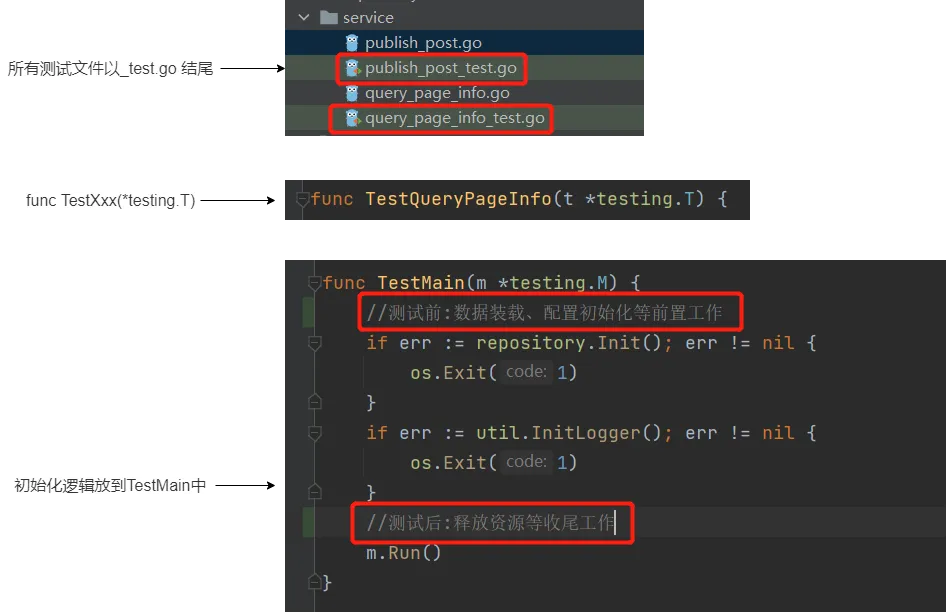 service
publish_post.go
所有测试文件以_test.go 结尾
publish_post_test.go
query_page_info.go
query_page_info_test.go
func TestXxx(*testing.T)
func TestQueryPageInfo(t *testing.T) {
func TestMain(m *testing.M) {
//测试前:数据装载、配置初始化等前置工作
if err := repository.Init(); err != nil {
os.Exit( code: 1)
}
if err := util.InitLogger(); err != nil {
os.Exit( code: 1)
初始化逻辑放到TestMain中
}
//测试后:释放资源等收尾工作
m.Run()
}